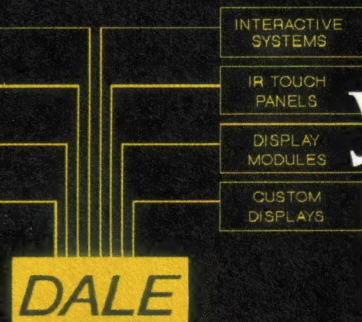 INTERACTIVE
SYSTEMS
IR TOUCH
PANELS
DISPLAY
MODULES
CUSTOM
DISPLAYS
DALE